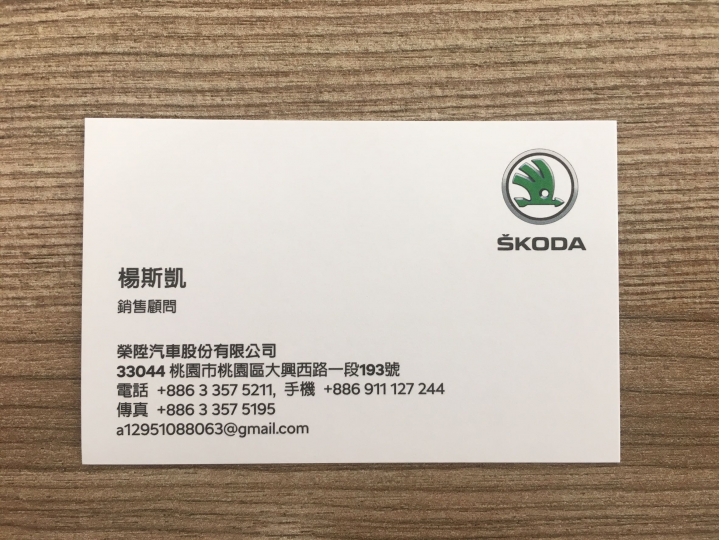 ŠKODA
楊斯凱
銷售顧問
榮陞汽車股份有限公司
33044 桃園市桃園區大興西路一段193號
電話 +886 3 357 5211, 手機 +886 911 127 244
傳真 +886 3 357 5195
a12951088063@gmail.com